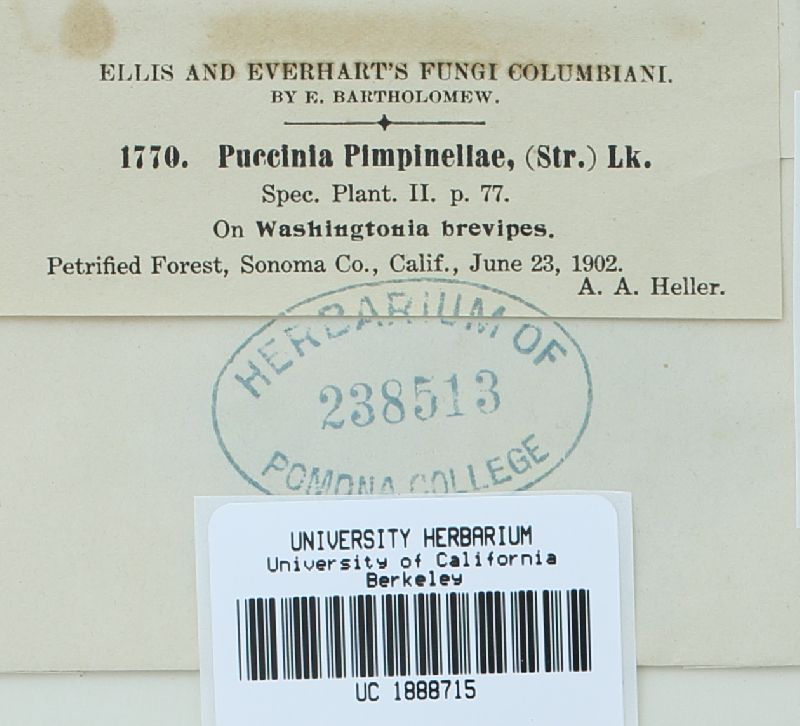 ELLIS AND EVERHART'S FUNGI COLUMBIANI.
BY E. BARTHOLOMEW.
1770. Puccinia Pimpinellae, (Str.) Lk.
Spec. Plant. II. p. 77.
On Washingtonia brevipes.
Petrified Forest, Sonoma Co., Calif., June 23, 1902.
A. A. Heller.
HERBARIUM OF
238513
POMONA COLLEGE
UNIVERSITY HERBARIUM
University of California
Berkeley
UC 1888715